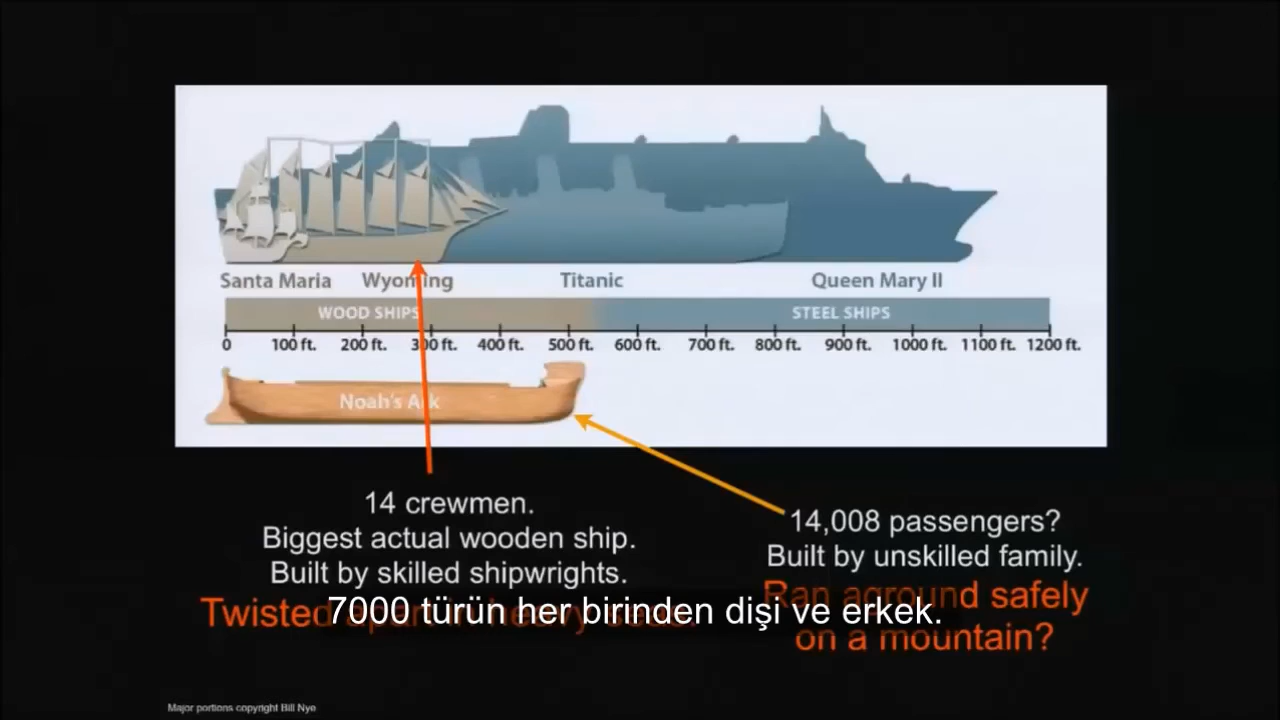 Santa Maria Wyoming Titanic Queen Mary II
WOOD SHIPS STEEL SHIPS
0 100 ft. 200 ft. 300 ft. 400 ft. 500 ft. 600 ft. 700 ft. 800 ft. 900 ft. 1000 ft. 1100 ft. 1200 ft.
Noah's Ark
14 crewmen.
Biggest actual wooden ship.
Built by skilled shipwrights.
Twisted
14,008 passengers?
Built by unskilled family.
Ran aground safely
on a mountain?
7000 türün her birinden dişi ve erkek.
Major portions copyright Bill Nye